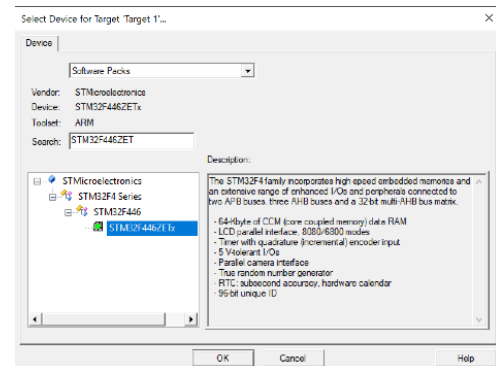 Select Device for Target 'Target 1'...
Device
Software Packs
Vendor: STMicroelectronics
Device: STM32F446ZETx
Toolset: ARM
Search: STM32F446ZET
Description:
STMicroelectronics
STM32F4 Series
STM32F446
STM32F446ZETx
The STM32F4 family incorporates high-speed embedded memories and
an extensive range of enhanced I/Os and peripherals connected to
two APB buses, three AHB buses and a 32-bit multi-AHB bus matrix.
- 64-Kbyte of CCM (core coupled memory) data RAM
- LCD parallel interface, 8080/6800 modes
- Timer with quadrature (incremental) encoder input
- 5 V-tolerant I/Os
- Parallel camera interface
- True random number generator
- RTC: subsecond accuracy, hardware calendar
- 96-bit unique ID
OK
Cancel
Help